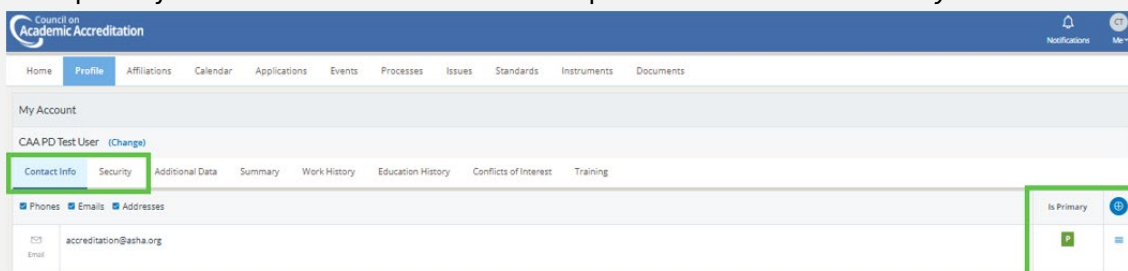 Council on
Academic Accreditation
Notifications
CT
Me
Home Profile Affiliations Calendar Applications Events Processes Issues Standards Instruments Documents
My Account
CAA PD Test User (Change)
Contact Info Security Additional Data Summary Work History Education History Conflicts of Interest Training
Phones Emails Addresses Is Primary
accreditation@asha.org P
Email